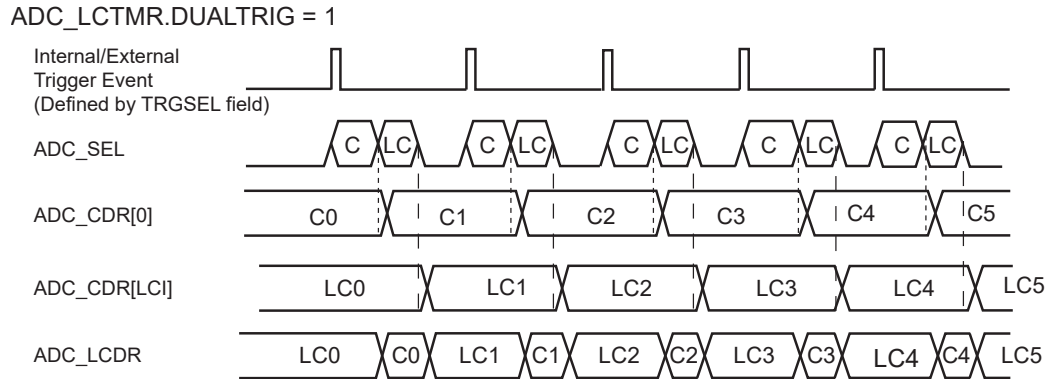 ADC_LCTMR.DUALTRIG = 1
Internal/External
Trigger Event
(Defined by TRGSEL field)
ADC_SEL C LC C LC C LC C LC C LC
ADC_CDR[0] C0 C1 C2 C3 C4 C5
ADC_CDR[LCI] LC0 LC1 LC2 LC3 LC4 LC5
ADC_LCDR LC0 C0 LC1 C1 LC2 C2 LC3 C3 LC4 C4 LC5